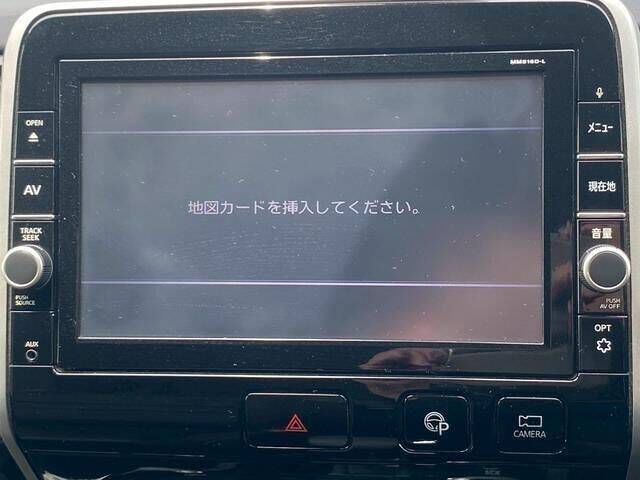 MM516D-L
OPEN
AV
TRACK
SEEK
PUSH
SOURCE
AUX
地図カードを挿入してください。
メニュー
現在地
音量
PUSH
AV OFF
OPT
P
CAMERA